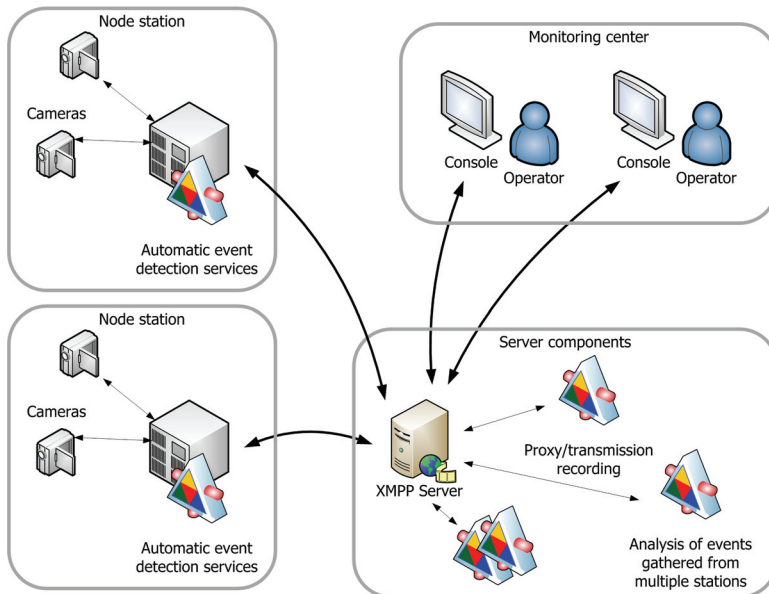 Node station
Cameras
Automatic event
detection services
Monitoring center
Console
Operator
Console
Operator
Node station
Cameras
Automatic event
detection services
Server components
XMPP Server
Proxy/transmission
recording
Analysis of events
gathered from
multiple stations